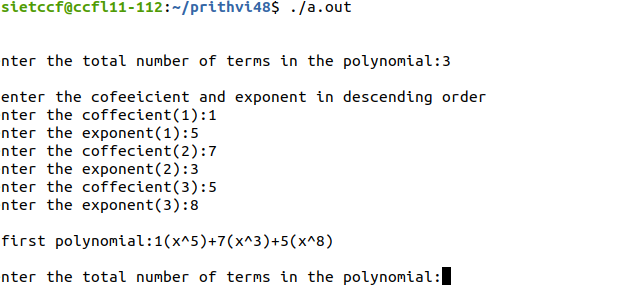 sietccf@ccfl11-112:~/prithvi48$ ./a.out
nter the total number of terms in the polynomial:3
enter the cofeeicient and exponent in descending order
nter the coffecient(1):1
nter the exponent(1):5
nter the coffecient(2):7
nter the exponent(2):3
nter the coffecient(3):5
nter the exponent(3):8
first polynomial:1(x^5)+7(x^3)+5(x^8)
nter the total number of terms in the polynomial: